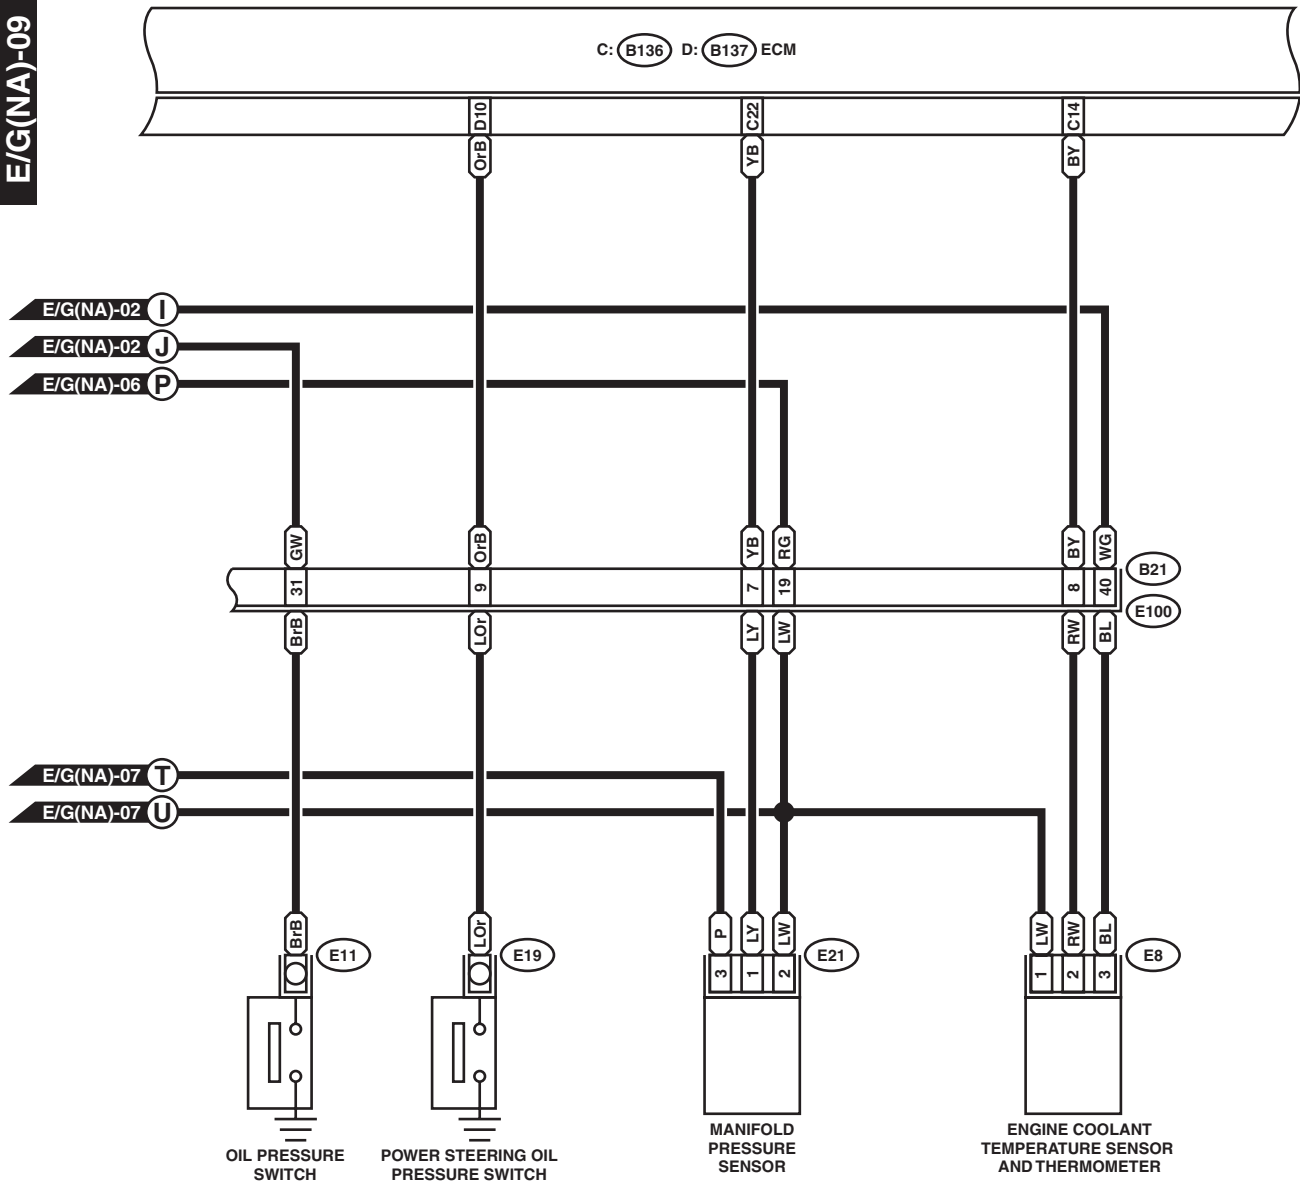 E/G(NA)-09
C: B136 D: B137 ECM
D10 C22 C14
OrB YB BY
E/G(NA)-02 I
E/G(NA)-02 J
E/G(NA)-06 P
GW OrB YB RG BY WG
31 9 7 19 8 40 B21
E100
BrB LOr LY LW RW BL
E/G(NA)-07 T
E/G(NA)-07 U
BrB LOr P LY LW LW RW BL
E11 E19 E21 E8
3 1 2 1 2 3
OIL PRESSURE
SWITCH
POWER STEERING OIL
PRESSURE SWITCH
MANIFOLD
PRESSURE
SENSOR
ENGINE COOLANT
TEMPERATURE SENSOR
AND THERMOMETER